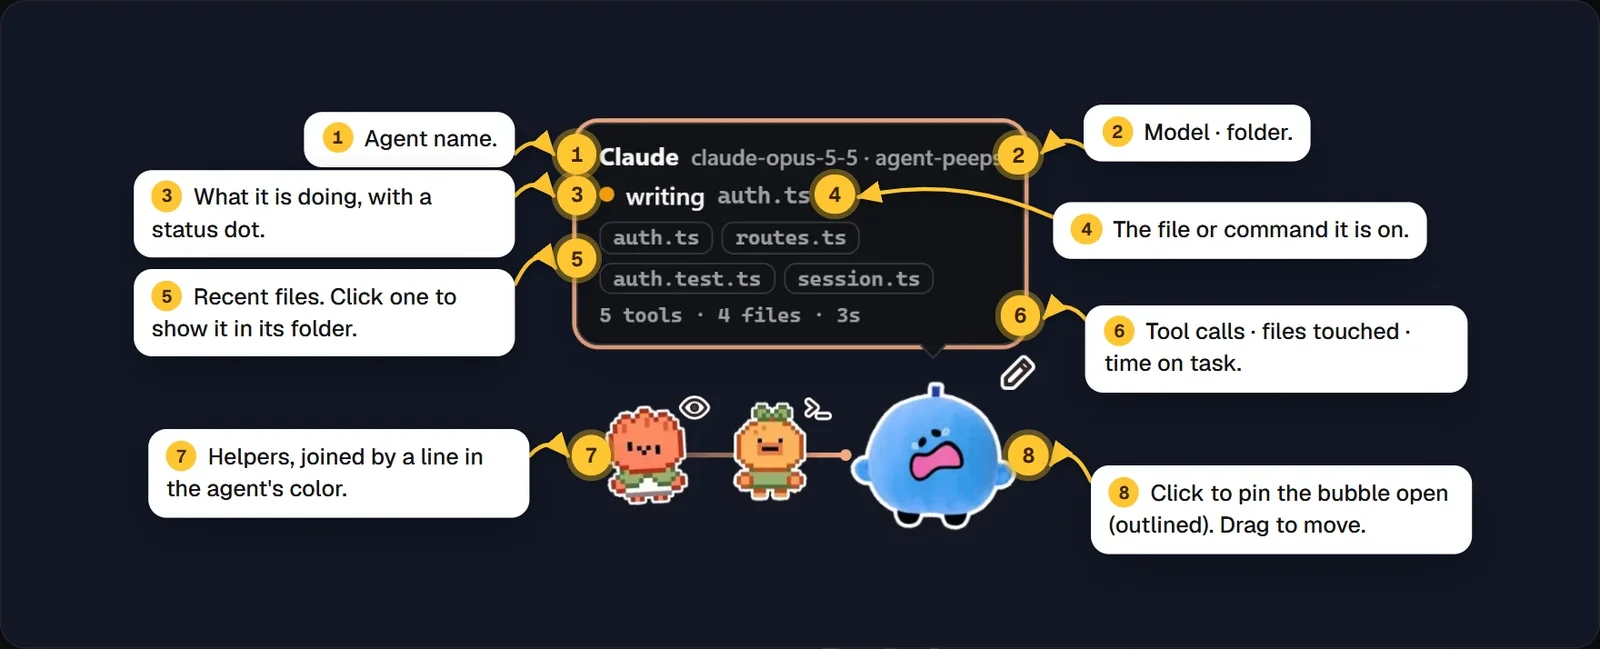 1 Agent name.
2 Model · folder.
1 Claude claude-opus-5-5 · agent-peeps 2
3 What it is doing, with a
status dot.
3 writing auth.ts 4
4 The file or command it is on.
auth.ts routes.ts
5
auth.test.ts session.ts
5 Recent files. Click one to
show it in its folder.
5 tools · 4 files · 3s 6
6 Tool calls · files touched ·
time on task.
7 Helpers, joined by a line in
the agent's color.
7
8
8 Click to pin the bubble open
(outlined). Drag to move.